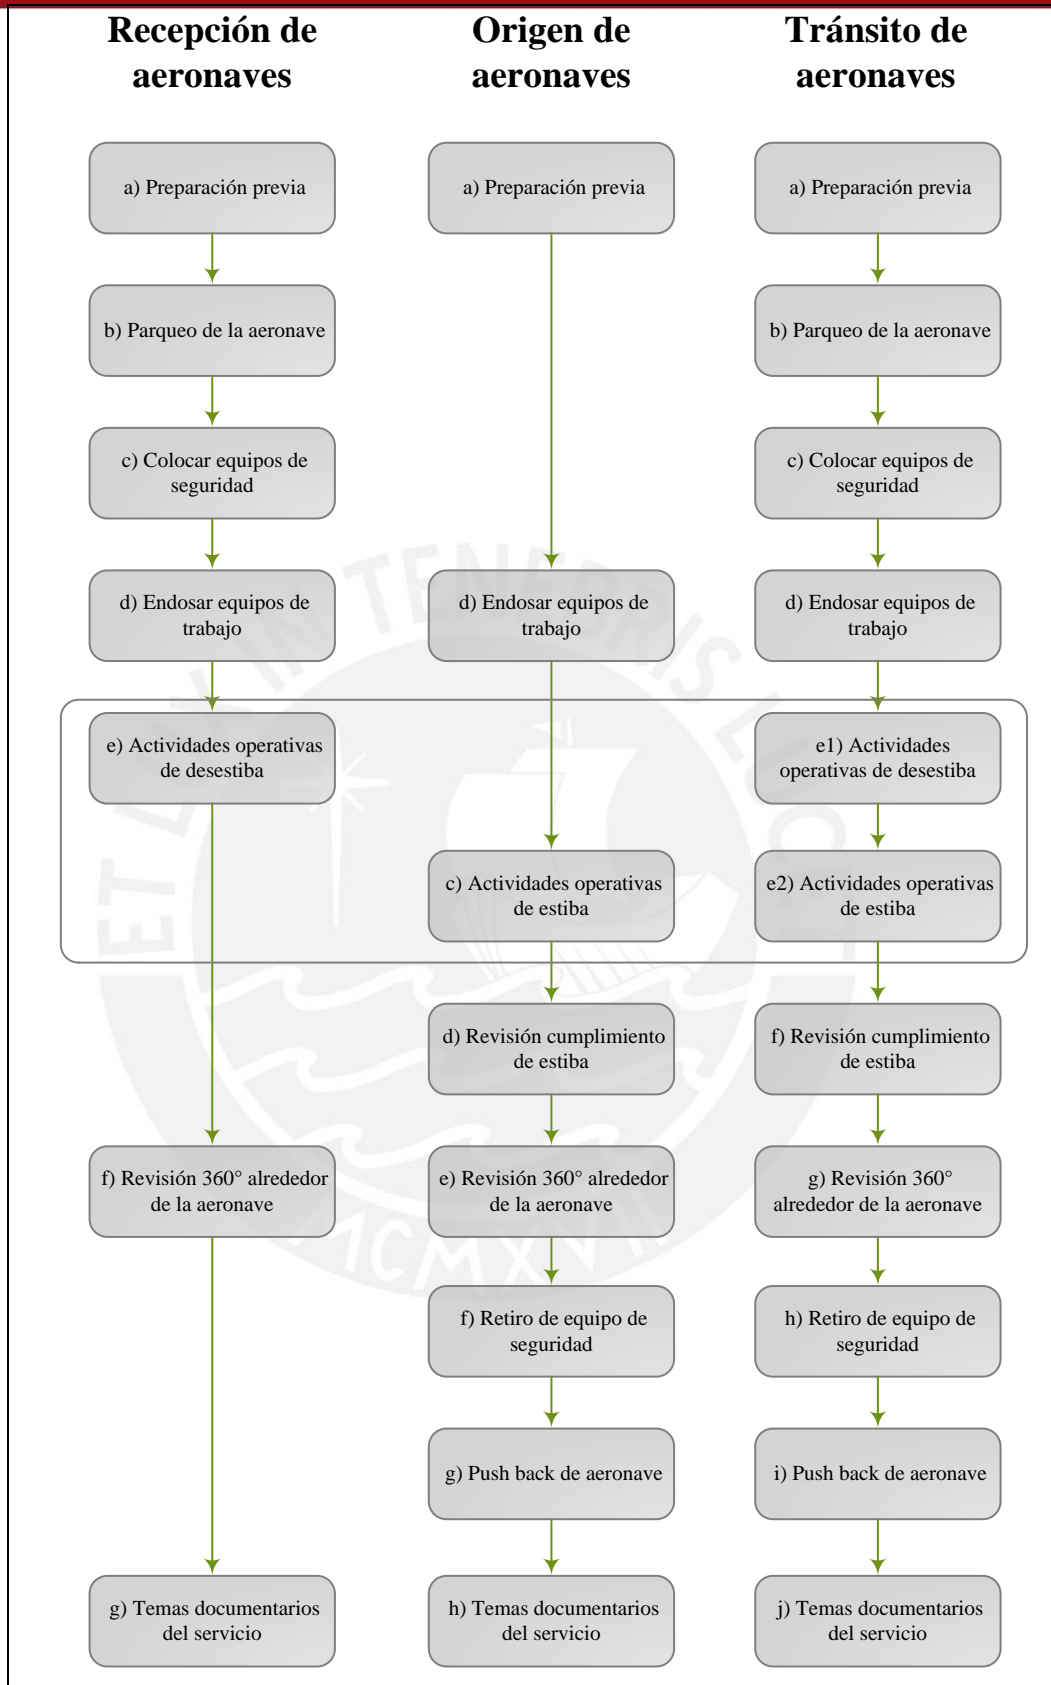 Recepción de
aeronaves
a) Preparación previa
b) Parqueo de la aeronave
c) Colocar equipos de
seguridad
d) Endosar equipos de
trabajo
e) Actividades operativas
de desestiba
f) Revisión 360° alrededor
de la aeronave
g) Temas documentarios
del servicio
Origen de
aeronaves
a) Preparación previa
d) Endosar equipos de
trabajo
c) Actividades operativas
de estiba
d) Revisión cumplimiento
de estiba
e) Revisión 360° alrededor
de la aeronave
f) Retiro de equipo de
seguridad
g) Push back de aeronave
h) Temas documentarios
del servicio
Tránsito de
aeronaves
a) Preparación previa
b) Parqueo de la aeronave
c) Colocar equipos de
seguridad
d) Endosar equipos de
trabajo
e1) Actividades
operativas de desestiba
e2) Actividades operativas
de estiba
f) Revisión cumplimiento
de estiba
g) Revisión 360°
alrededor de la aeronave
h) Retiro de equipo de
seguridad
i) Push back de aeronave
j) Temas documentarios
del servicio
ET LUX IN TENEBRIS LUCET
MCMXVII